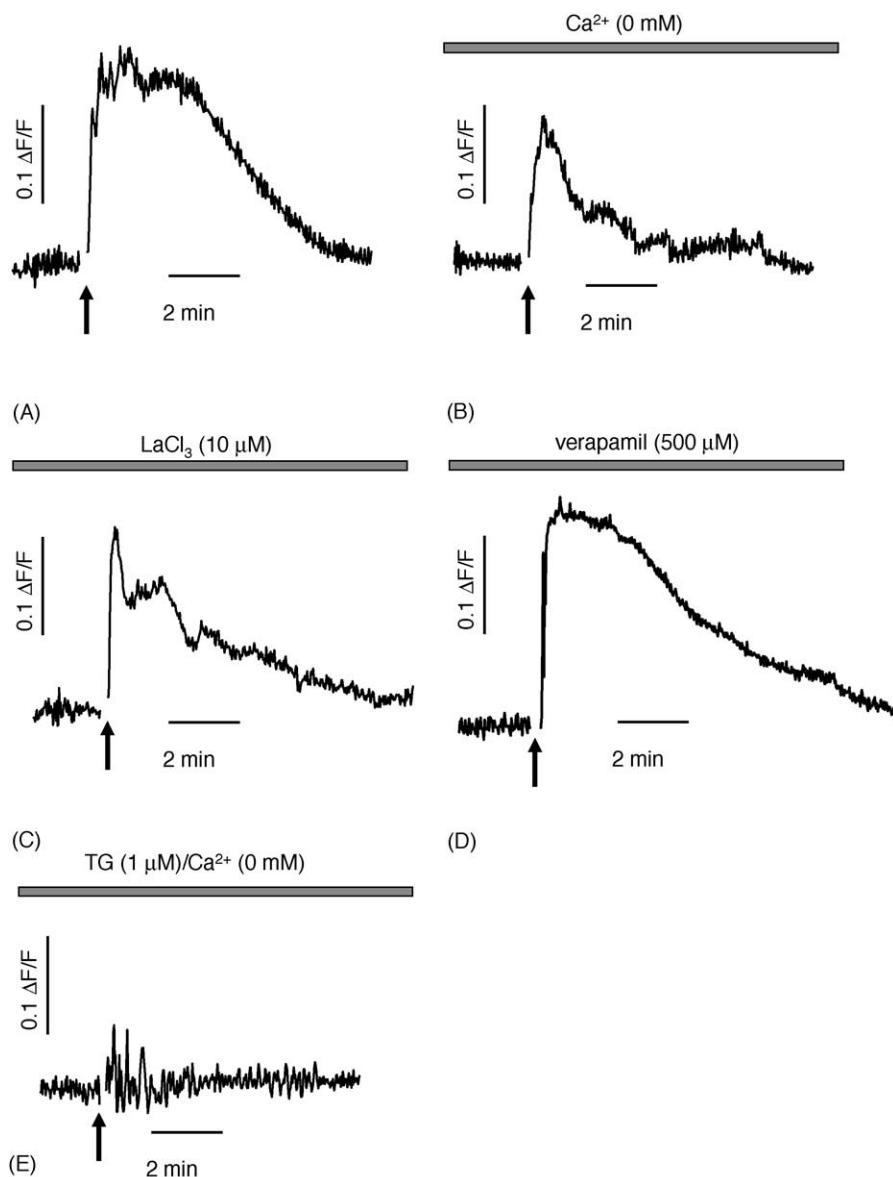 Ca²⁺ (0 mM)
0.1 ΔF/F
0.1 ΔF/F
2 min
2 min
(A)
(B)
LaCl₃ (10 μM)
verapamil (500 μM)
0.1 ΔF/F
0.1 ΔF/F
2 min
2 min
(C)
(D)
TG (1 μM)/Ca²⁺ (0 mM)
0.1 ΔF/F
2 min
(E)